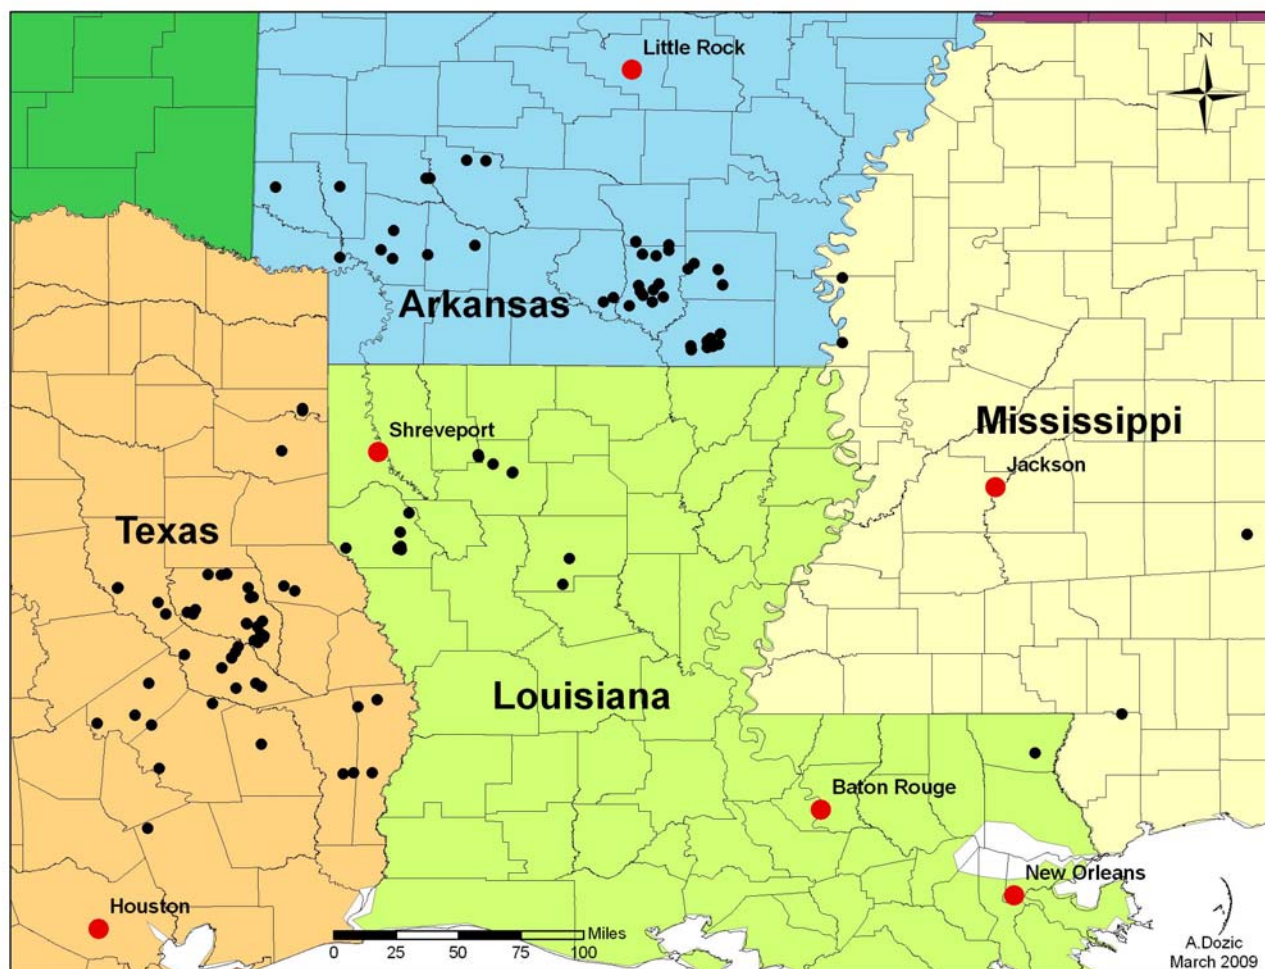 Little Rock
N
Arkansas
Mississippi
Shreveport
Jackson
Texas
Louisiana
Baton Rouge
New Orleans
Houston
Miles
0 25 50 75 100
A.Dozic
March 2009